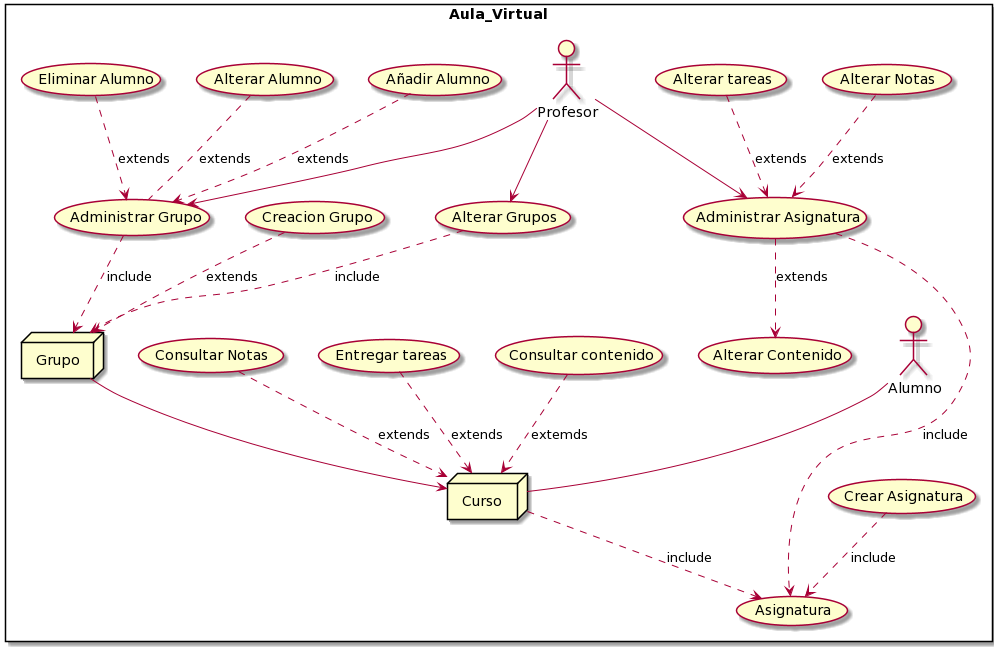 Aula_Virtual
Eliminar Alumno
Alterar Alumno
Añadir Alumno
Profesor
Alterar tareas
Alterar Notas
extends
extends
extends
extends
extends
Administrar Grupo
Creacion Grupo
Alterar Grupos
Administrar Asignatura
include
extends
include
extends
Grupo
Consultar Notas
Entregar tareas
Consultar contenido
Alterar Contenido
Alumno
extends
extends
extemds
include
Curso
Crear Asignatura
include
include
Asignatura